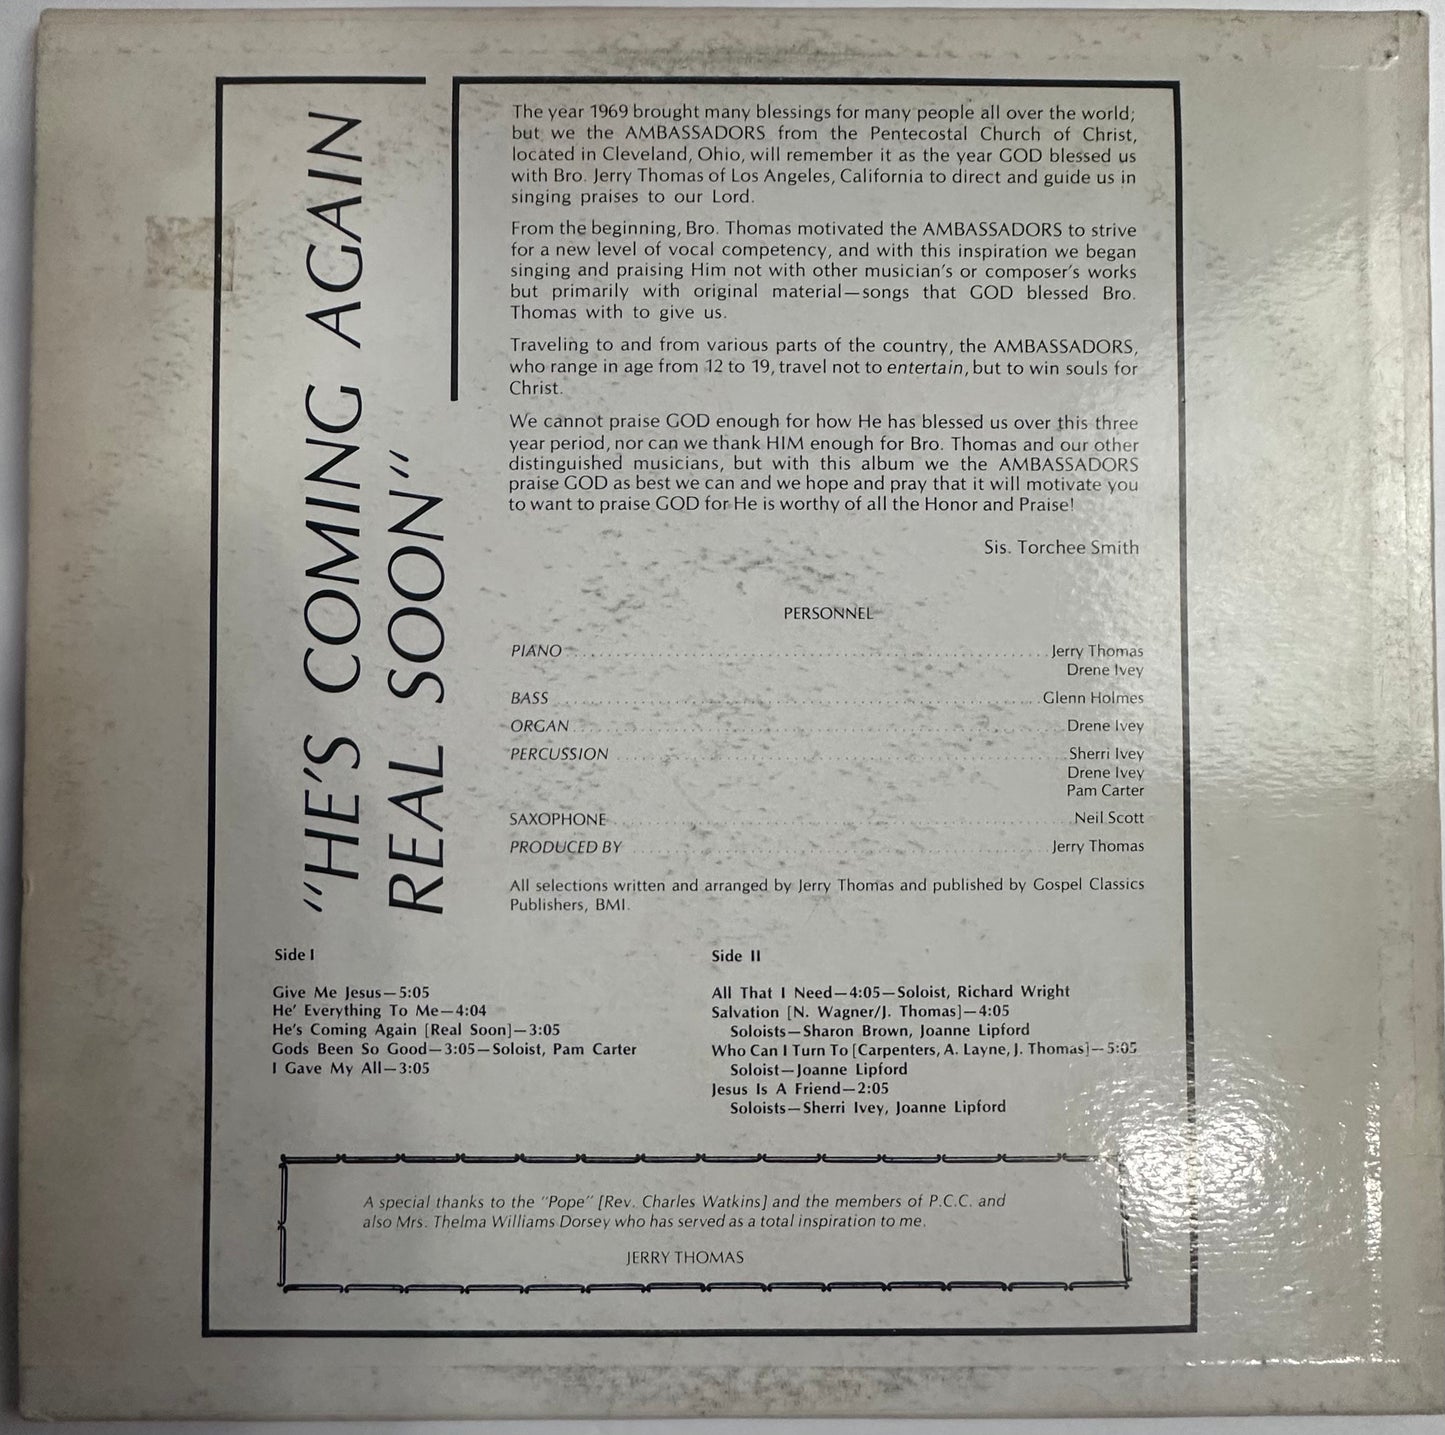 "HE'S COMING AGAIN
REAL SOON"
The year 1969 brought many blessings for many people all over the world;
but we the AMBASSADORS from the Pentecostal Church of Christ,
located in Cleveland, Ohio, will remember it as the year GOD blessed us
with Bro. Jerry Thomas of Los Angeles, California to direct and guide us in
singing praises to our Lord.
From the beginning, Bro. Thomas motivated the AMBASSADORS to strive
for a new level of vocal competency, and with this inspiration we began
singing and praising Him not with other musician's or composer's works
but primarily with original material—songs that GOD blessed Bro.
Thomas with to give us.
Traveling to and from various parts of the country, the AMBASSADORS,
who range in age from 12 to 19, travel not to entertain, but to win souls for
Christ.
We cannot praise GOD enough for how He has blessed us over this three
year period, nor can we thank HIM enough for Bro. Thomas and our other
distinguished musicians, but with this album we the AMBASSADORS
praise GOD as best we can and we hope and pray that it will motivate you
to want to praise GOD for He is worthy of all the Honor and Praise!
Sis. Torchee Smith
PERSONNEL
PIANO Jerry Thomas
Drene Ivey
BASS Glenn Holmes
ORGAN Drene Ivey
PERCUSSION Sherri Ivey
Drene Ivey
Pam Carter
SAXOPHONE Neil Scott
PRODUCED BY Jerry Thomas
All selections written and arranged by Jerry Thomas and published by Gospel Classics
Publishers, BMI.
Side I
Give Me Jesus—5:05
He' Everything To Me—4:04
He's Coming Again [Real Soon]—3:05
Gods Been So Good—3:05—Soloist, Pam Carter
I Gave My All—3:05
Side II
All That I Need—4:05—Soloist, Richard Wright
Salvation [N. Wagner/J. Thomas]—4:05
Soloists—Sharon Brown, Joanne Lipford
Who Can I Turn To [Carpenters, A. Layne, J. Thomas]—5:05
Soloist—Joanne Lipford
Jesus Is A Friend—2:05
Soloists—Sherri Ivey, Joanne Lipford
A special thanks to the "Pope" [Rev. Charles Watkins] and the members of P.C.C. and
also Mrs. Thelma Williams Dorsey who has served as a total inspiration to me.
JERRY THOMAS